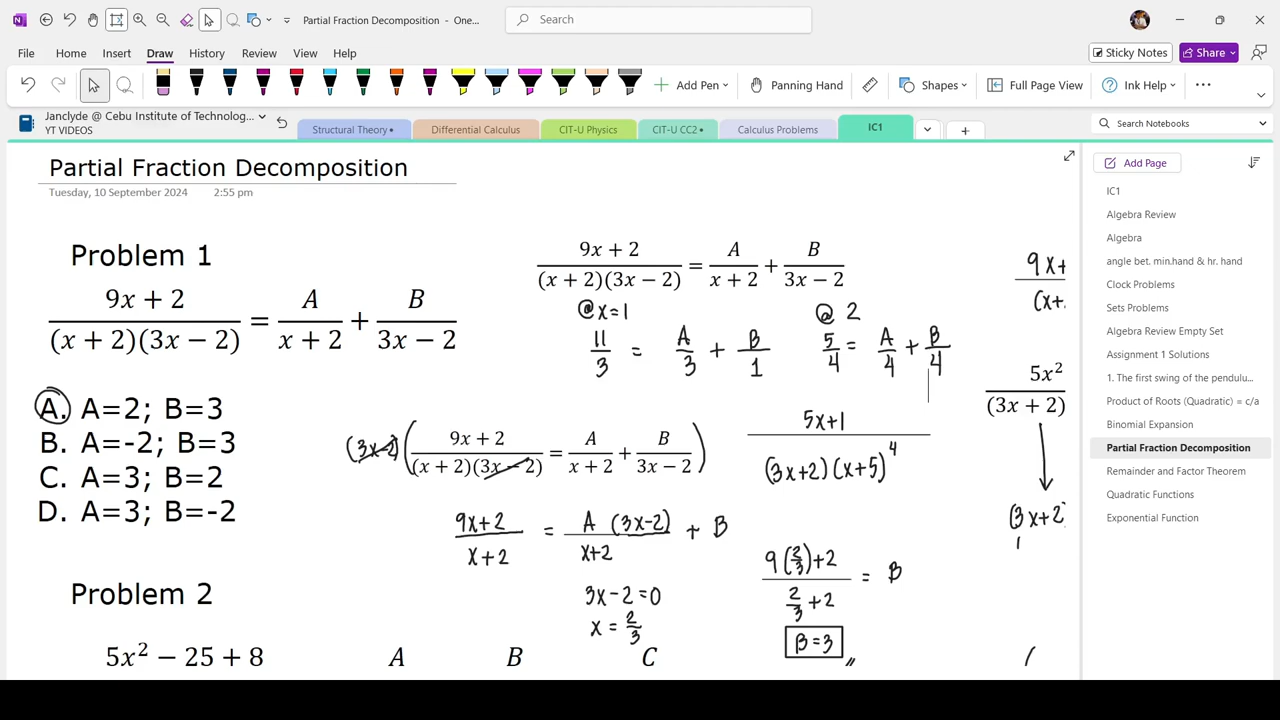 Partial Fraction Decomposition - One...
Search
File Home Insert Draw History Review View Help
Sticky Notes
Share
Add Pen
Panning Hand
Shapes
Full Page View
Ink Help
Janclyde @ Cebu Institute of Technolog...
YT VIDEOS
Structural Theory
Differential Calculus
CIT-U Physics
CIT-U CC2
Calculus Problems
IC1
Search Notebooks
Partial Fraction Decomposition
Tuesday, 10 September 2024 2:55 pm
Problem 1
9x + 2 / (x + 2)(3x − 2) = A / x + 2 + B / 3x − 2
A. A=2; B=3
B. A=-2; B=3
C. A=3; B=2
D. A=3; B=-2
Problem 2
5x² − 25 + 8 A B C
9x + 2 / (x + 2)(3x − 2) = A / x + 2 + B / 3x − 2
@x=1
11/3 = A/3 + B/1
@ 2
5/4 = A/4 + B/4
(3x-2) ( 9x + 2 / (x + 2)(3x − 2) = A / x + 2 + B / 3x − 2 )
5x+1 / (3x+2)(x+5)⁴
9x+2 / x+2 = A (3x-2) / x+2 + B
3x-2=0
x = 2/3
9(2/3)+2 / 2/3+2 = B
B=3
9x+
(x+.
5x²
(3x + 2)
(3x+2
Add Page
IC1
Algebra Review
Algebra
angle bet. min.hand & hr. hand
Clock Problems
Sets Problems
Algebra Review Empty Set
Assignment 1 Solutions
1. The first swing of the pendulu...
Product of Roots (Quadratic) = c/a
Binomial Expansion
Partial Fraction Decomposition
Remainder and Factor Theorem
Quadratic Functions
Exponential Function